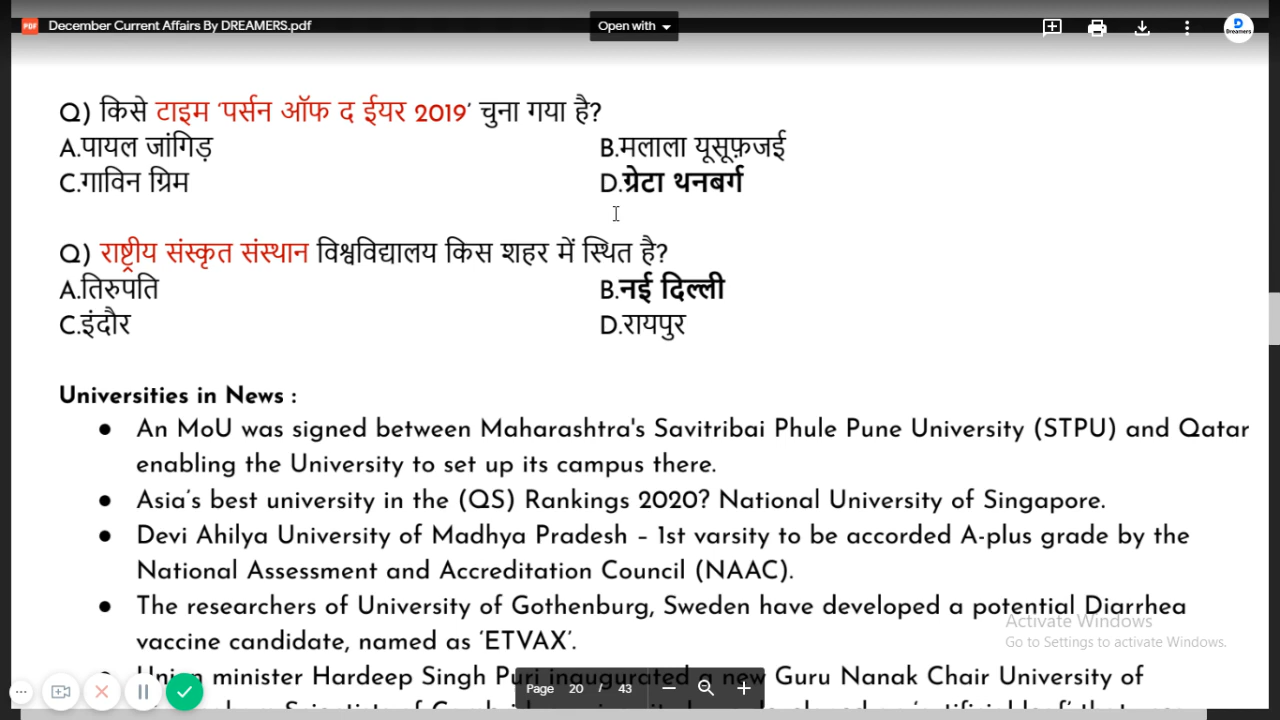 December Current Affairs By DREAMERS.pdf
Open with
Dreamers
Q) किसे टाइम 'पर्सन ऑफ द ईयर 2019' चुना गया है?
A.पायल जांगिड़ B.मलाला यूसूफ़जई
C.गाविन ग्रिम D.ग्रेटा थनबर्ग
Q) राष्ट्रीय संस्कृत संस्थान विश्वविद्यालय किस शहर में स्थित है?
A.तिरुपति B.नई दिल्ली
C.इंदौर D.रायपुर
Universities in News :
● An MoU was signed between Maharashtra's Savitribai Phule Pune University (STPU) and Qatar
enabling the University to set up its campus there.
● Asia's best university in the (QS) Rankings 2020? National University of Singapore.
● Devi Ahilya University of Madhya Pradesh – 1st varsity to be accorded A-plus grade by the
National Assessment and Accreditation Council (NAAC).
● The researchers of University of Gothenburg, Sweden have developed a potential Diarrhea
vaccine candidate, named as 'ETVAX'.
Activate Windows
Go to Settings to activate Windows.
● Union minister Hardeep Singh Puri inaugurated a new Guru Nanak Chair University of
Page 20 / 43